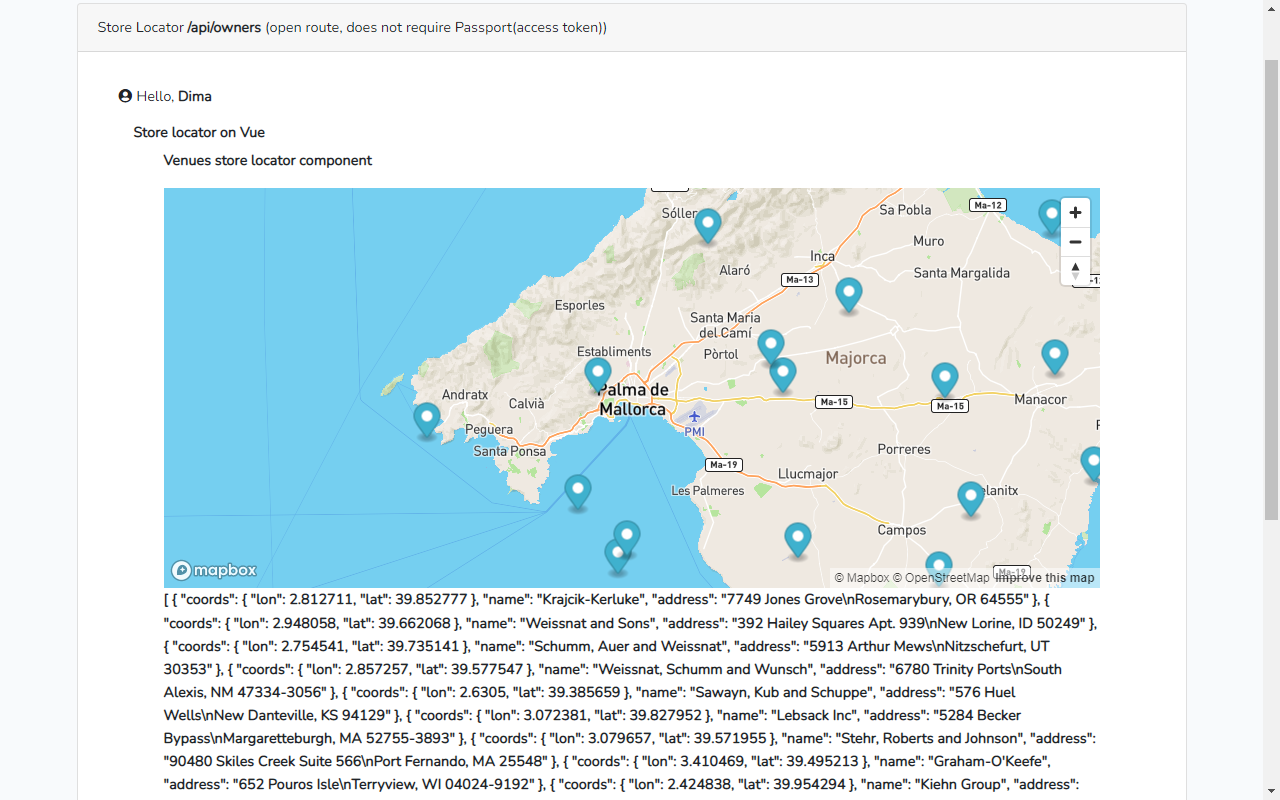 Store Locator /api/owners (open route, does not require Passport(access token))
Hello, Dima
Store locator on Vue
Venues store locator component
Sóller
Sa Pobla
Ma-12
Muro
Inca
Alaró
Ma-13
Santa Margalida
Esporles
Santa Maria
del Camí
Establiments
Pòrtol
Majorca
Andratx
Calvià
Palma de
Mallorca
Ma-15
Ma-15
Manacor
Peguera
PMI
Santa Ponsa
Porreres
Ma-19
Llucmajor
Les Palmeres
elanitx
Campos
Ma-19
mapbox
© Mapbox © OpenStreetMap Improve this map
[ { "coords": { "lon": 2.812711, "lat": 39.852777 }, "name": "Krajcik-Kerluke", "address": "7749 Jones Grove\nRosemarybury, OR 64555" }, {
"coords": { "lon": 2.948058, "lat": 39.662068 }, "name": "Weissnat and Sons", "address": "392 Hailey Squares Apt. 939\nNew Lorine, ID 50249" },
{ "coords": { "lon": 2.754541, "lat": 39.735141 }, "name": "Schumm, Auer and Weissnat", "address": "5913 Arthur Mews\nNitzschefurt, UT
30353" }, { "coords": { "lon": 2.857257, "lat": 39.577547 }, "name": "Weissnat, Schumm and Wunsch", "address": "6780 Trinity Ports\nSouth
Alexis, NM 47334-3056" }, { "coords": { "lon": 2.6305, "lat": 39.385659 }, "name": "Sawayn, Kub and Schuppe", "address": "576 Huel
Wells\nNew Danteville, KS 94129" }, { "coords": { "lon": 3.072381, "lat": 39.827952 }, "name": "Lebsack Inc", "address": "5284 Becker
Bypass\nMargaretteburgh, MA 52755-3893" }, { "coords": { "lon": 3.079657, "lat": 39.571955 }, "name": "Stehr, Roberts and Johnson", "address":
"90480 Skiles Creek Suite 566\nPort Fernando, MA 25548" }, { "coords": { "lon": 3.410469, "lat": 39.495213 }, "name": "Graham-O'Keefe",
"address": "652 Pouros Isle\nTerryview, WI 04024-9192" }, { "coords": { "lon": 2.424838, "lat": 39.954294 }, "name": "Kiehn Group", "address":